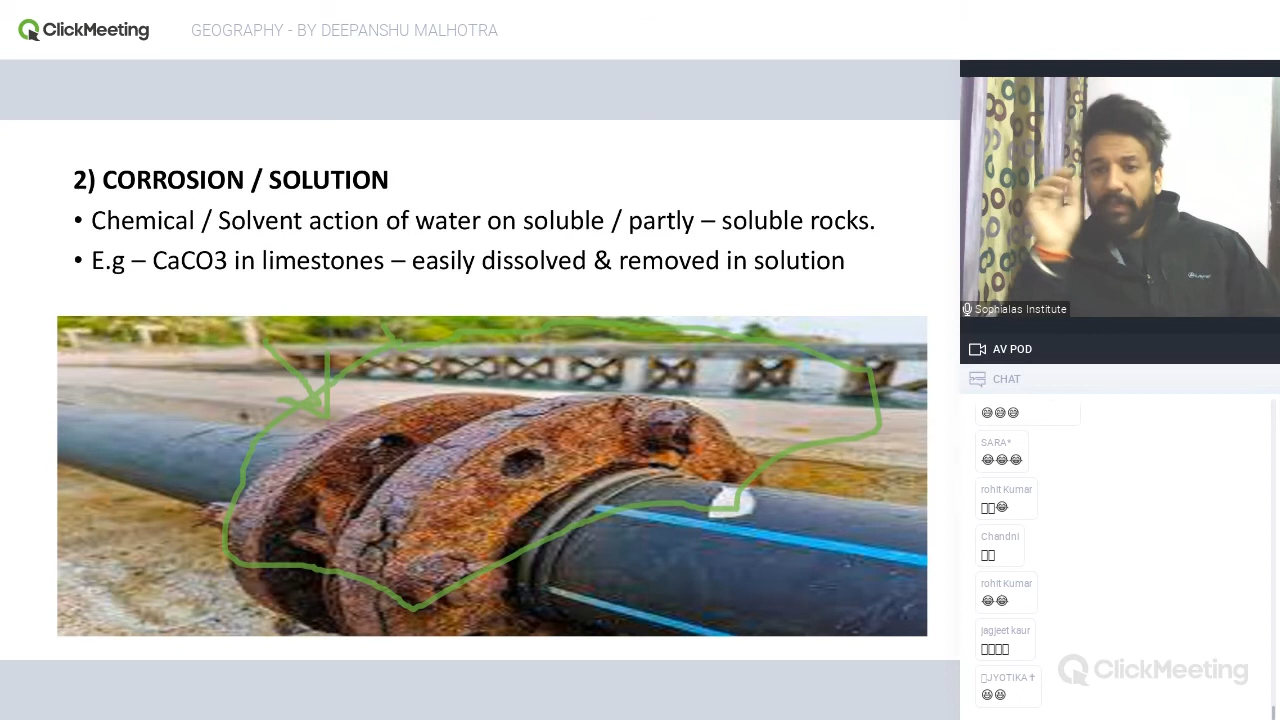 ClickMeeting
GEOGRAPHY - BY DEEPANSHU MALHOTRA
2) CORROSION / SOLUTION
• Chemical / Solvent action of water on soluble / partly – soluble rocks.
• E.g – CaCO3 in limestones – easily dissolved & removed in solution
Sophialas Institute
AV POD
CHAT
😅😅😅
SARA*
😂😂😂
rohit Kumar
😂
Chandni
rohit Kumar
😂😂
jagjeet kaur
JYOTIKA✝
😆😆
ClickMeeting